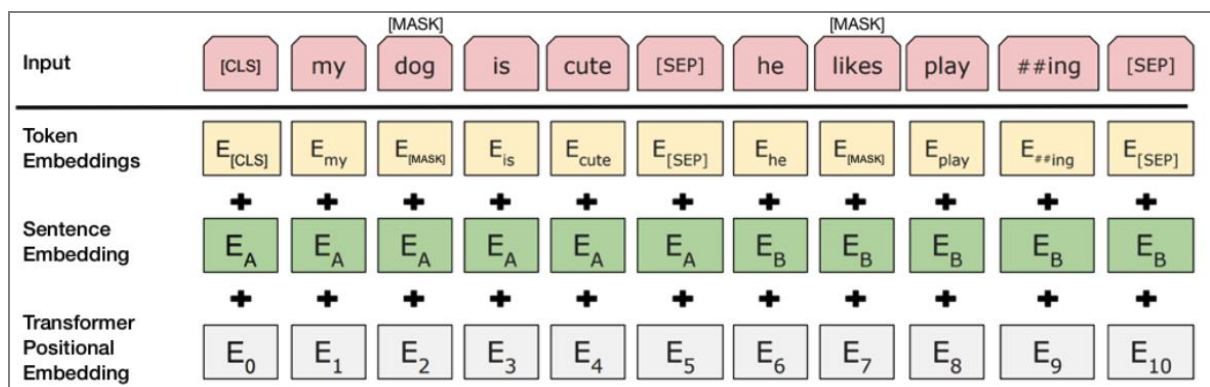 [MASK] [MASK]
Input [CLS] my dog is cute [SEP] he likes play ##ing [SEP]
Token
Embeddings
E[CLS] Emy E[MASK] Eis Ecute E[SEP] Ehe E[MASK] Eplay E##ing E[SEP]
+ + + + + + + + + + +
Sentence
Embedding
EA EA EA EA EA EA EB EB EB EB EB
+ + + + + + + + + + +
Transformer
Positional
Embedding
E0 E1 E2 E3 E4 E5 E6 E7 E8 E9 E10